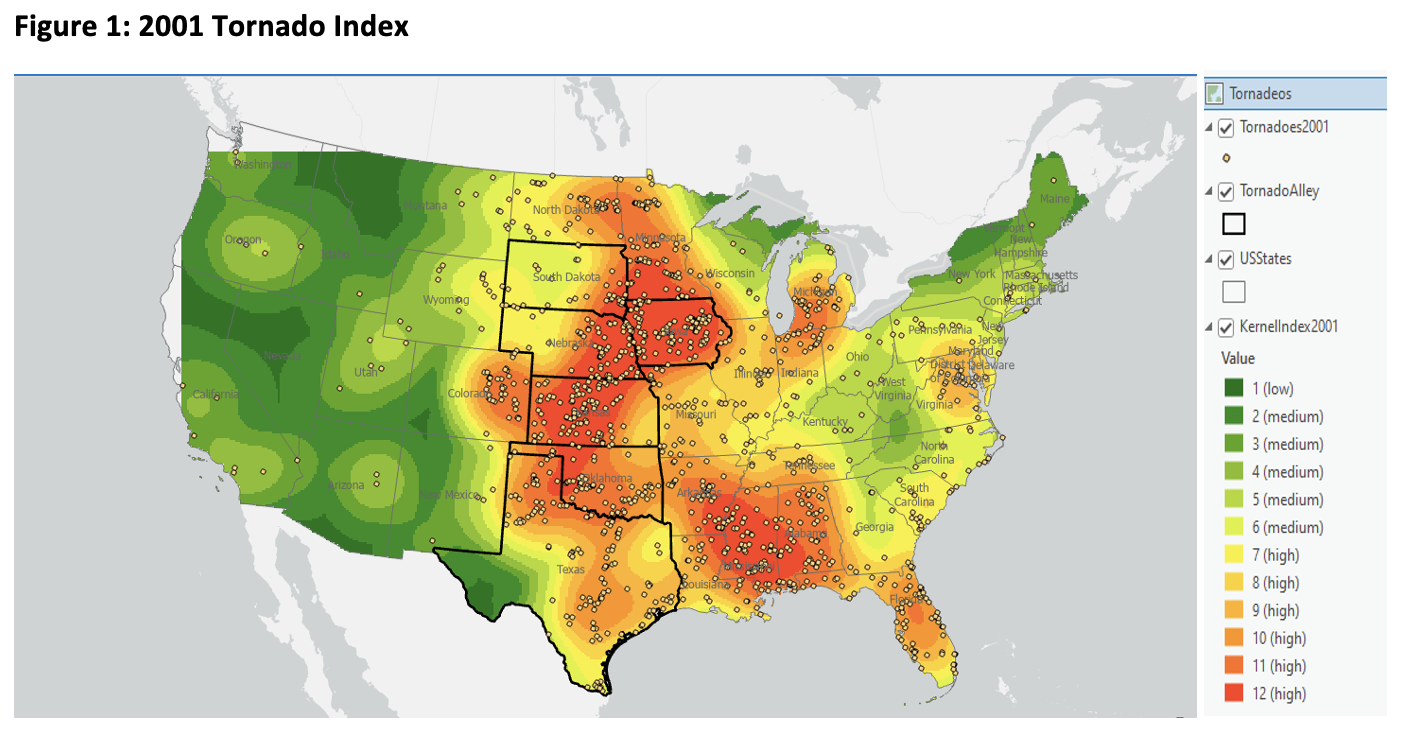 Figure 1: 2001 Tornado Index
Tornadeos
Tornadoes2001
TornadoAlley
USStates
KernelIndex2001
Value
1 (low)
2 (medium)
3 (medium)
4 (medium)
5 (medium)
6 (medium)
7 (high)
8 (high)
9 (high)
10 (high)
11 (high)
12 (high)
Washington
Montana
North Dakota
Minnesota
Maine
Oregon
Idaho
South Dakota
Wisconsin
Michigan
New York
Vermont
New
Hampshire
Massachusetts
Rhode Island
Connecticut
Wyoming
Nebraska
Iowa
Pennsylvania
New
Jersey
Nevada
Utah
Colorado
Kansas
Illinois
Indiana
Ohio
Maryland
District
Delaware
of Columbia
West
Virginia
Virginia
California
Missouri
Kentucky
North
Carolina
Arizona
New Mexico
Oklahoma
Arkansas
Tennessee
South
Carolina
Georgia
Alabama
Mississippi
Texas
Louisiana
Florida